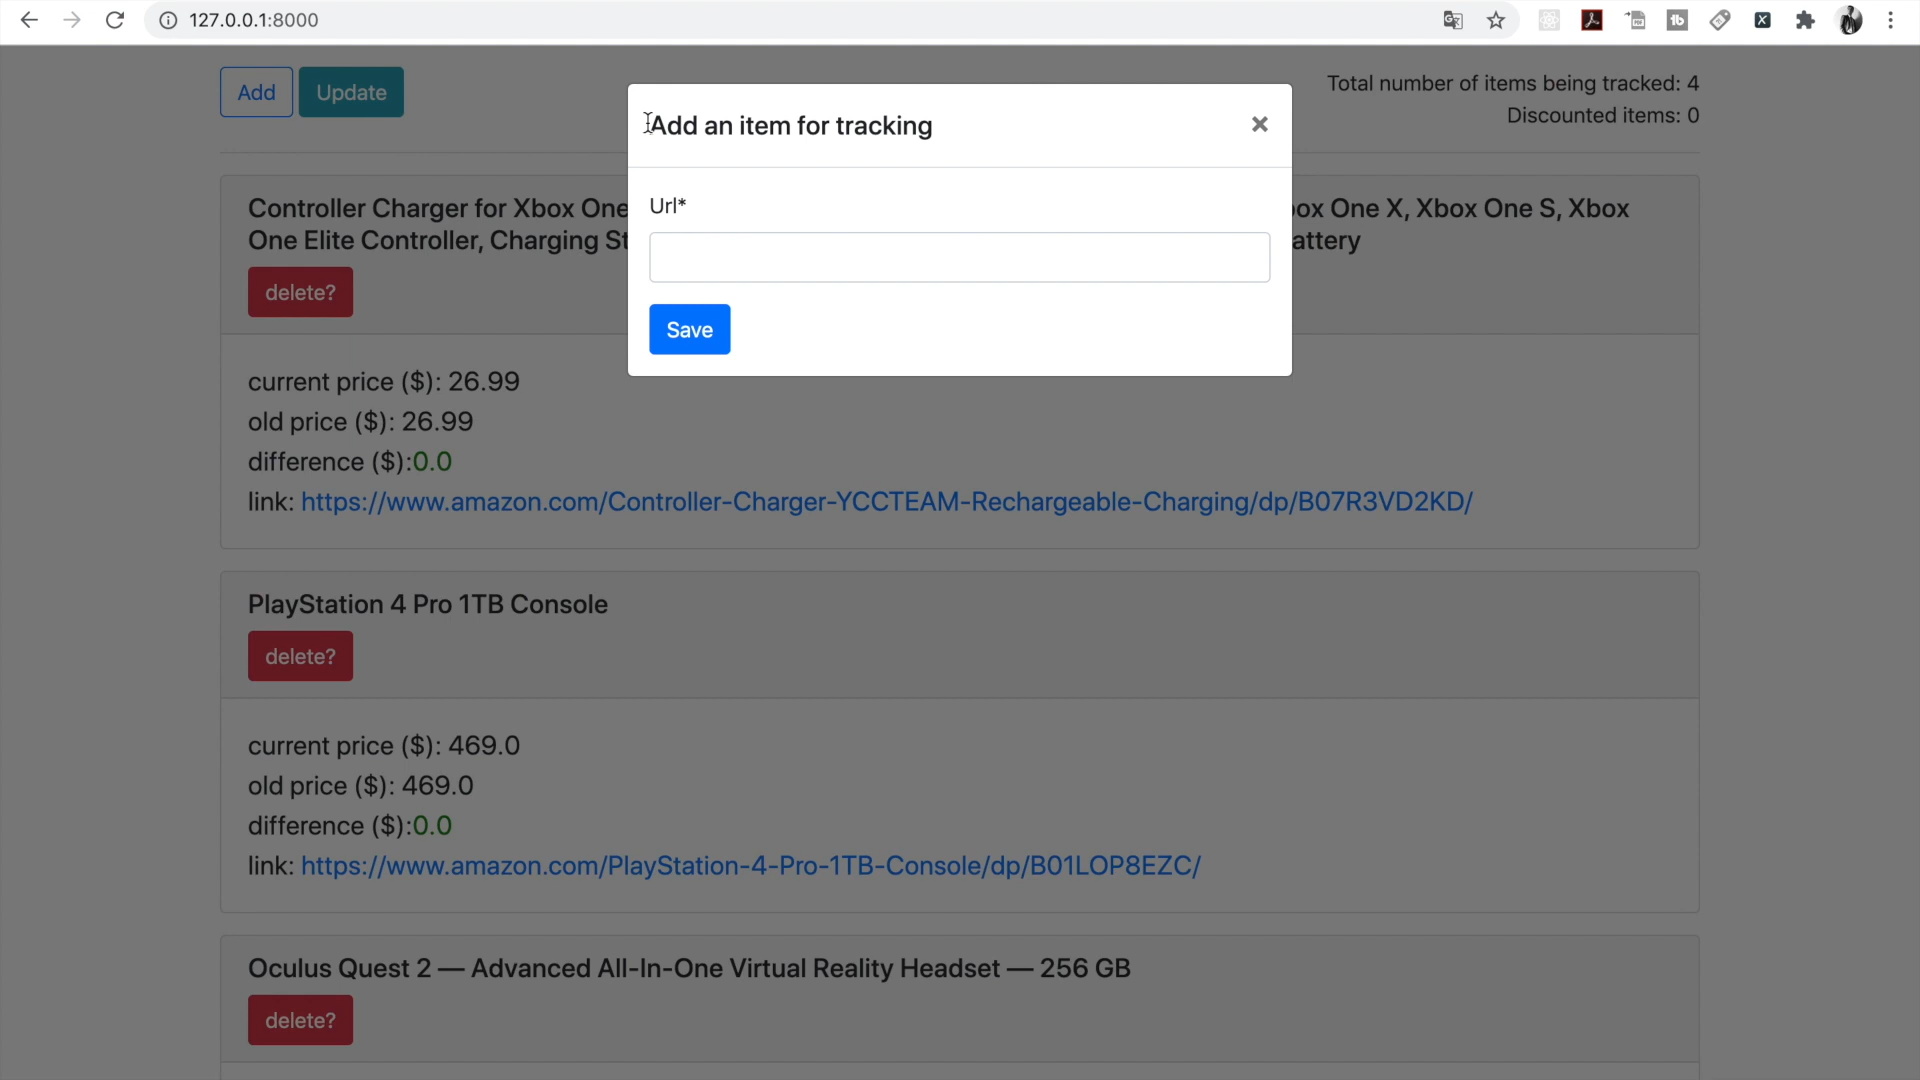 127.0.0.1:8000
Add Update
Total number of items being tracked: 4
Discounted items: 0
Add an item for tracking ×
Url*
Save
Controller Charger for Xbox One ox One X, Xbox One S, Xbox
One Elite Controller, Charging St attery
delete?
current price ($): 26.99
old price ($): 26.99
difference ($):0.0
link: https://www.amazon.com/Controller-Charger-YCCTEAM-Rechargeable-Charging/dp/B07R3VD2KD/
PlayStation 4 Pro 1TB Console
delete?
current price ($): 469.0
old price ($): 469.0
difference ($):0.0
link: https://www.amazon.com/PlayStation-4-Pro-1TB-Console/dp/B01LOP8EZC/
Oculus Quest 2 — Advanced All-In-One Virtual Reality Headset — 256 GB
delete?